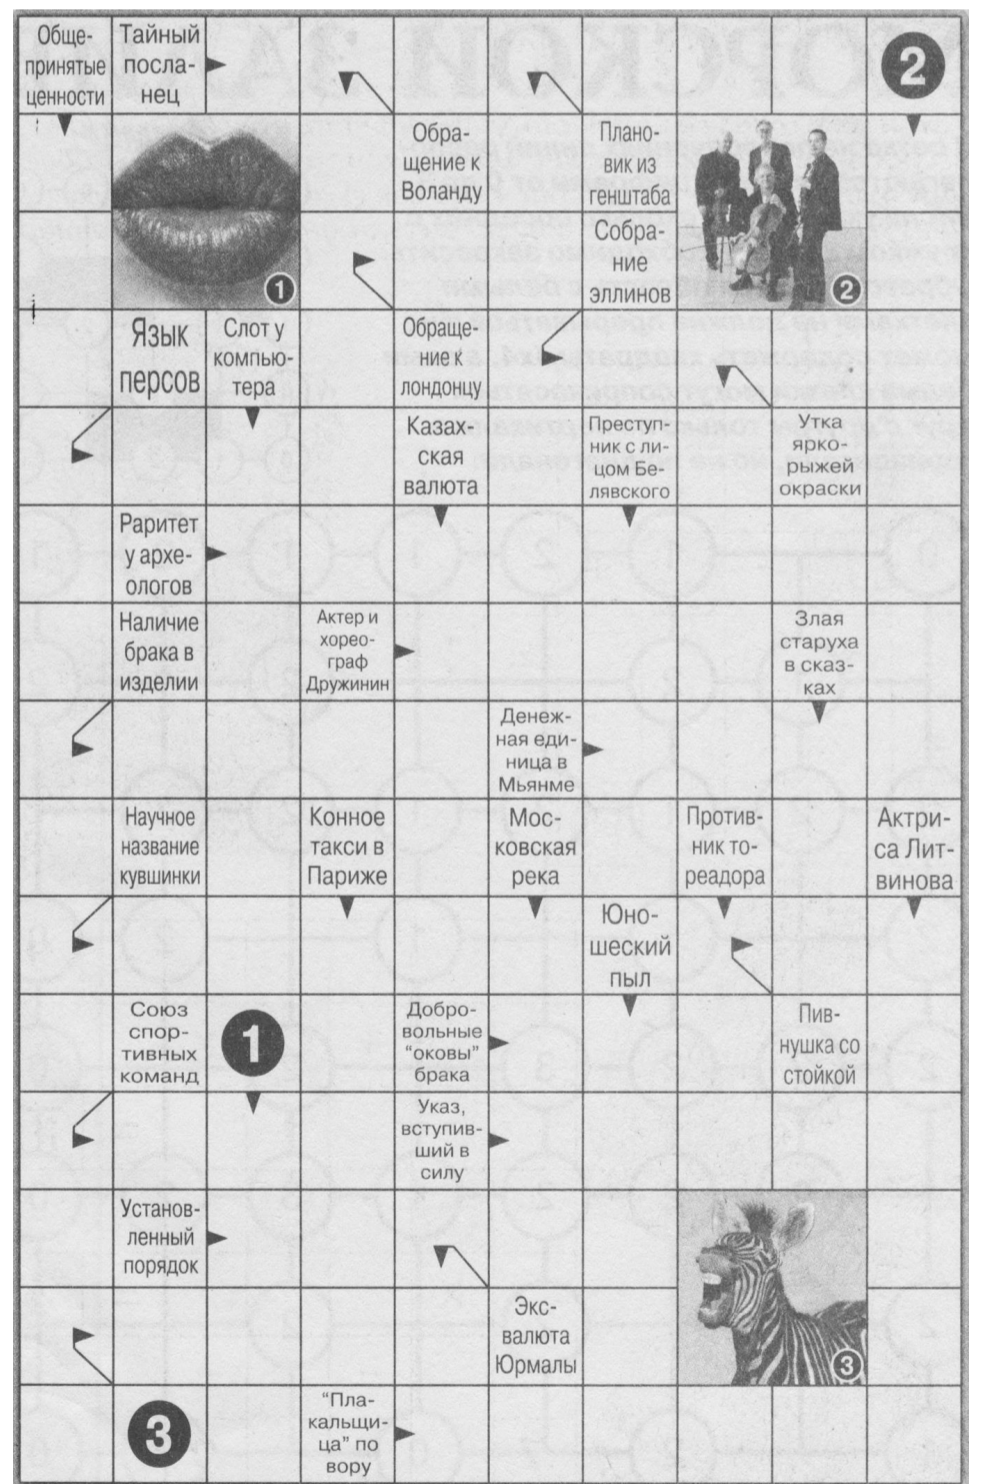 Обще-
принятые
ценности
Тайный
посла-
нец
2
Обра-
щение к
Воланду
Плано-
вик из
генштаба
Собра-
ние
эллинов
1
2
Язык
персов
Слот у
компью-
тера
Обраще-
ние к
лондонцу
Казах-
ская
валюта
Преступ-
ник с ли-
цом Бе-
лявского
Утка
ярко-
рыжей
окраски
Раритет
у архе-
ологов
Наличие
брака в
изделии
Актер и
хорео-
граф
Дружинин
Злая
старуха
в сказ-
ках
Денеж-
ная еди-
ница в
Мьянме
Научное
название
кувшинки
Конное
такси в
Париже
Мос-
ковская
река
Против-
ник то-
реадора
Актри-
са Лит-
винова
Юно-
шеский
пыл
Союз
спор-
тивных
команд
1
Добро-
вольные
"оковы"
брака
Пив-
нушка со
стойкой
Указ,
вступив-
ший в
силу
Установ-
ленный
порядок
Экс-
валюта
Юрмалы
3
3
"Пла-
кальщи-
ца" по
вору